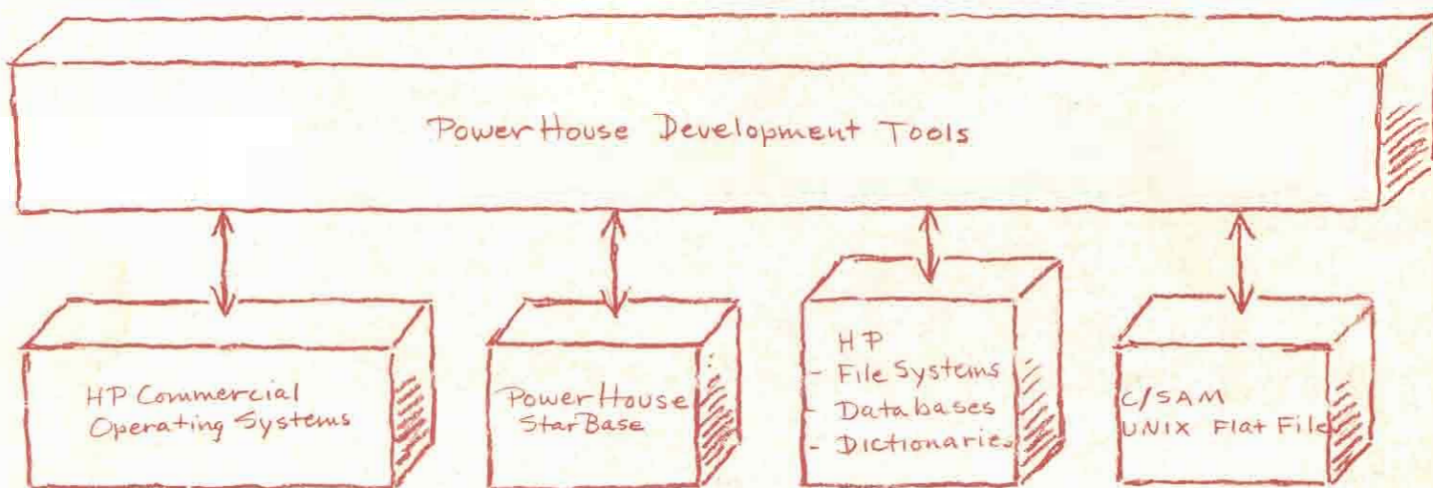 PowerHouse Development Tools
HP Commercial
Operating Systems
PowerHouse
StarBase
HP
- File Systems
- Databases
- Dictionaries
C/SAM
UNIX Flat File